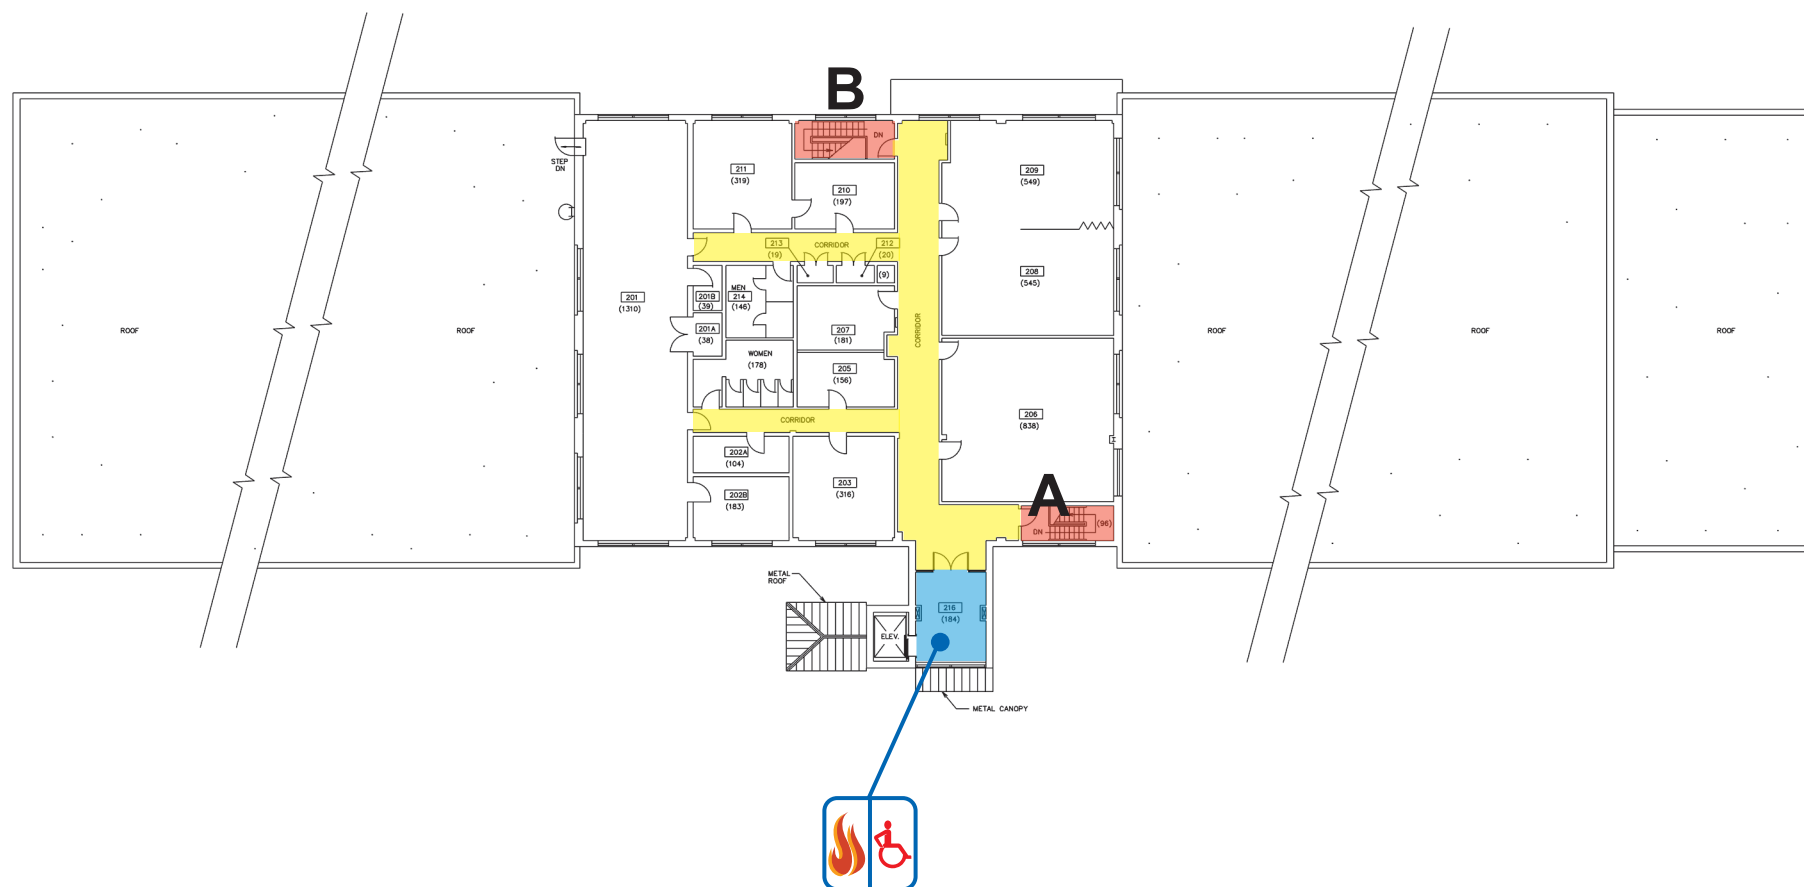 B
DN
STEP
DN
211
(319)
209
(549)
210
(197)
213
(19)
CORRIDOR
212
(20)
(9)
208
(545)
MEN
214
(146)
201B
(39)
201
(1310)
201A
(38)
207
(181)
CORRIDOR
ROOF
ROOF
ROOF
ROOF
ROOF
WOMEN
(178)
205
(156)
CORRIDOR
206
(838)
202A
(104)
203
(316)
202B
(183)
A
DN
(96)
METAL
ROOF
216
(184)
ELEV.
METAL CANOPY